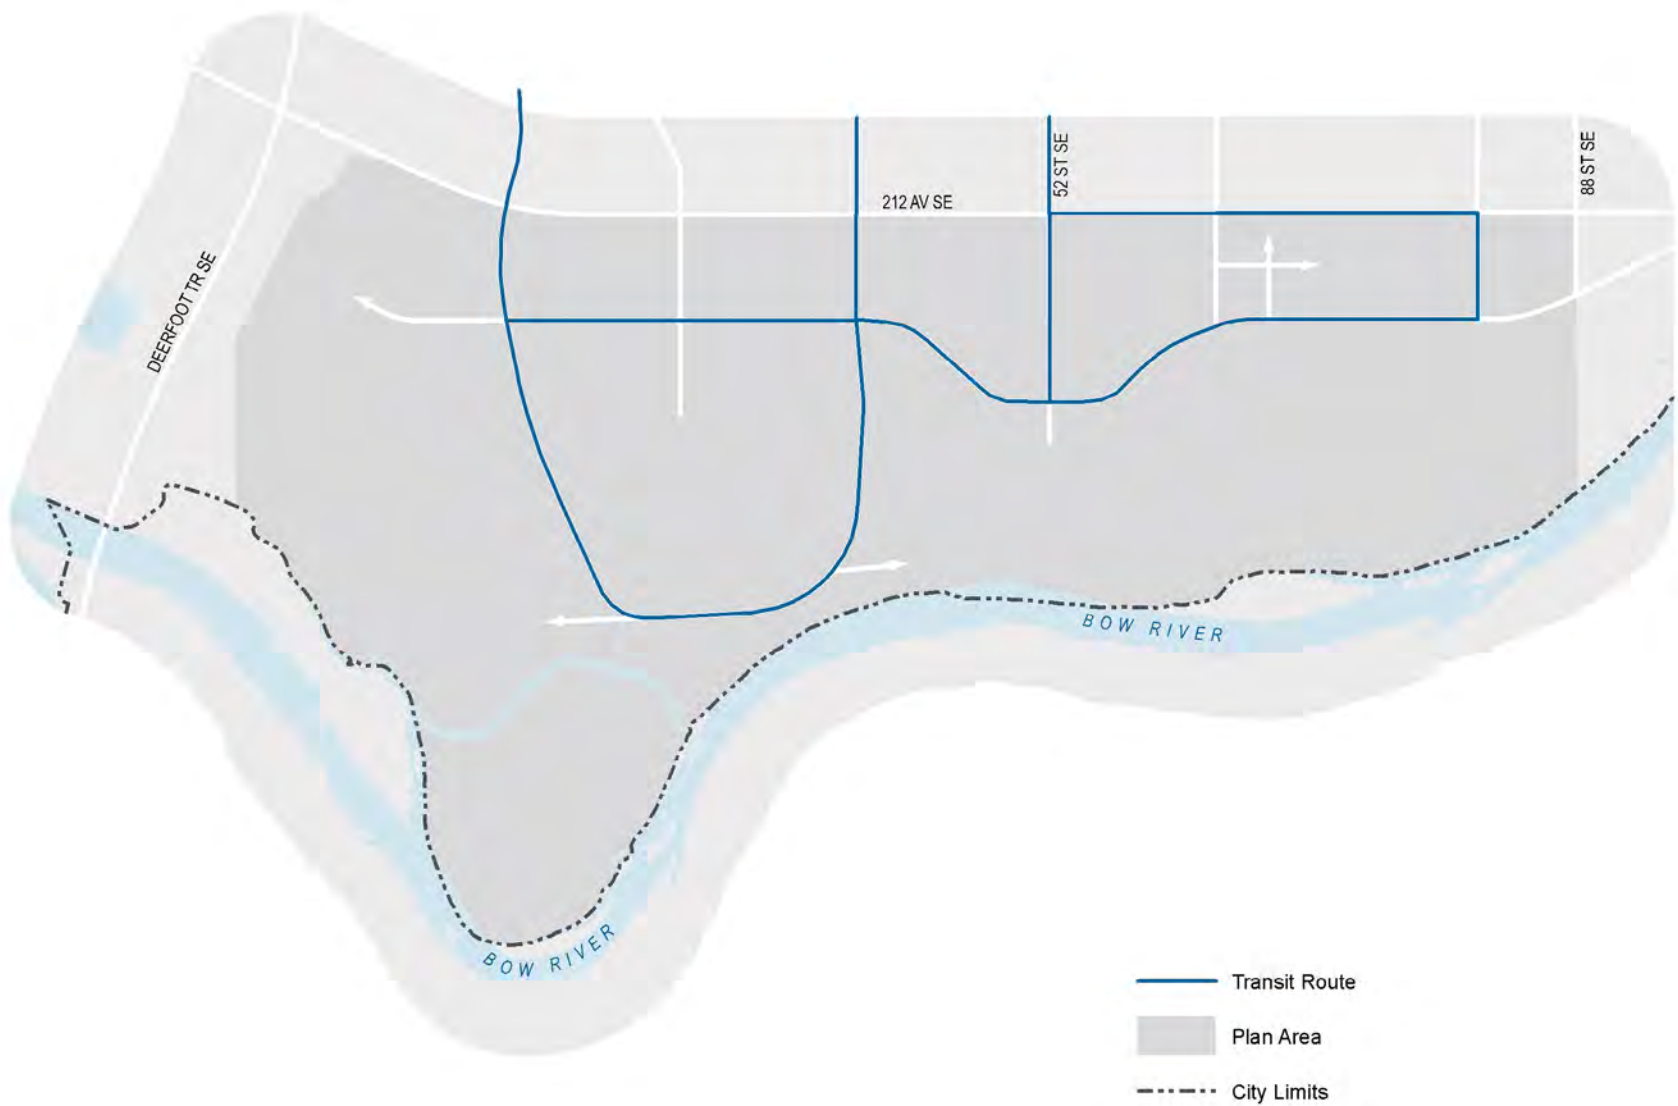 52 ST SE
88 ST SE
212 AV SE
DEERFOOT TR SE
BOW RIVER
BOW RIVER
Transit Route
Plan Area
City Limits